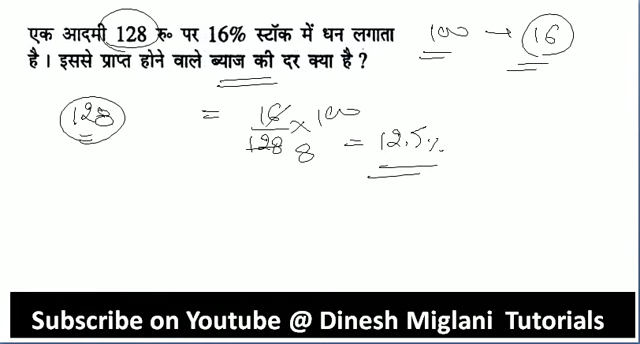 एक आदमी 128 रु० पर 16% स्टॉक में धन लगाता
है। इससे प्राप्त होने वाले ब्याज की दर क्या है ?
100 → 16
128 = 16/128 × 100
8 = 12.5%
Subscribe on Youtube @ Dinesh Miglani Tutorials